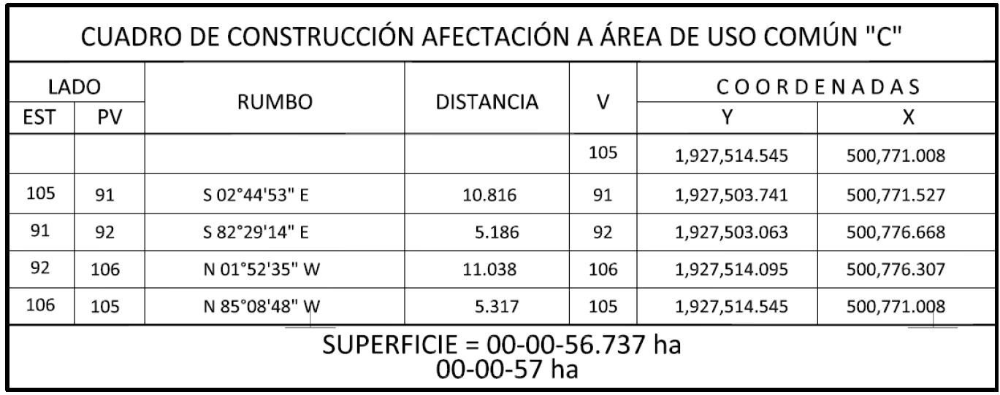 CUADRO DE CONSTRUCCIÓN AFECTACIÓN A ÁREA DE USO COMÚN "C"
LADO RUMBO DISTANCIA V COORDENADAS
EST PV Y X
105 1,927,514.545 500,771.008
105 91 S 02°44'53" E 10.816 91 1,927,503.741 500,771.527
91 92 S 82°29'14" E 5.186 92 1,927,503.063 500,776.668
92 106 N 01°52'35" W 11.038 106 1,927,514.095 500,776.307
106 105 N 85°08'48" W 5.317 105 1,927,514.545 500,771.008
SUPERFICIE = 00-00-56.737 ha
00-00-57 ha